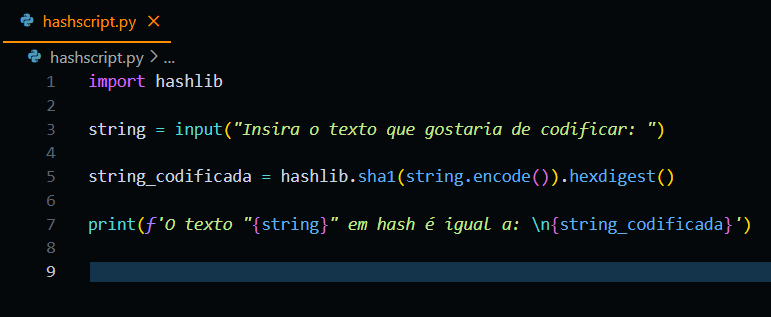 hashscript.py ×
hashscript.py > ...
1 import hashlib
2
3 string = input("Insira o texto que gostaria de codificar: ")
4
5 string_codificada = hashlib.sha1(string.encode()).hexdigest()
6
7 print(f'O texto "{string}" em hash é igual a: \n{string_codificada}')
8
9